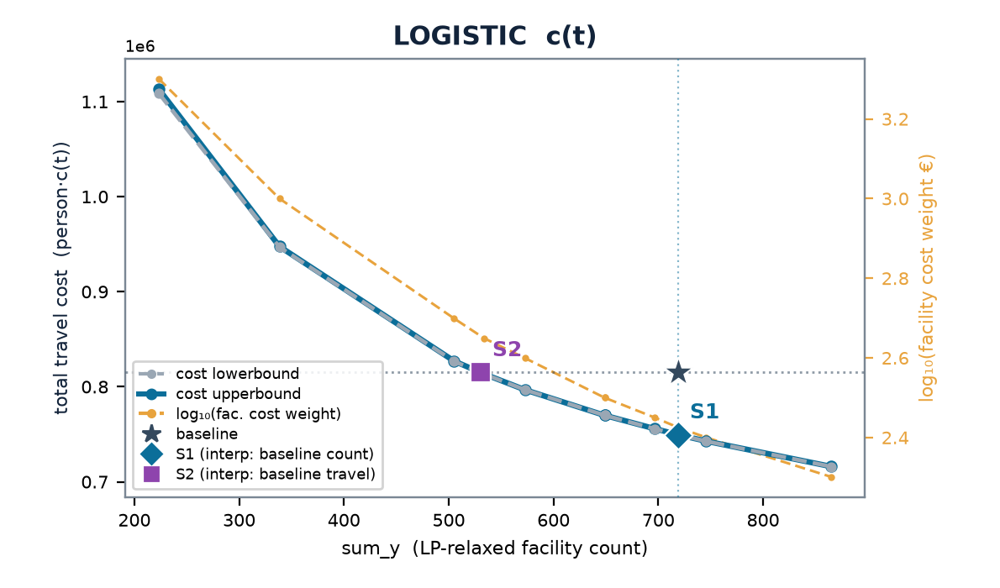 LOGISTIC c(t)
1e6
1.1
1.0
0.9
0.8
0.7
total travel cost (person·c(t))
3.2
3.0
2.8
2.6
2.4
log₁₀(facility cost weight €)
S2
S1
cost lowerbound
cost upperbound
log₁₀(fac. cost weight)
baseline
S1 (interp: baseline count)
S2 (interp: baseline travel)
200 300 400 500 600 700 800
sum_y (LP-relaxed facility count)